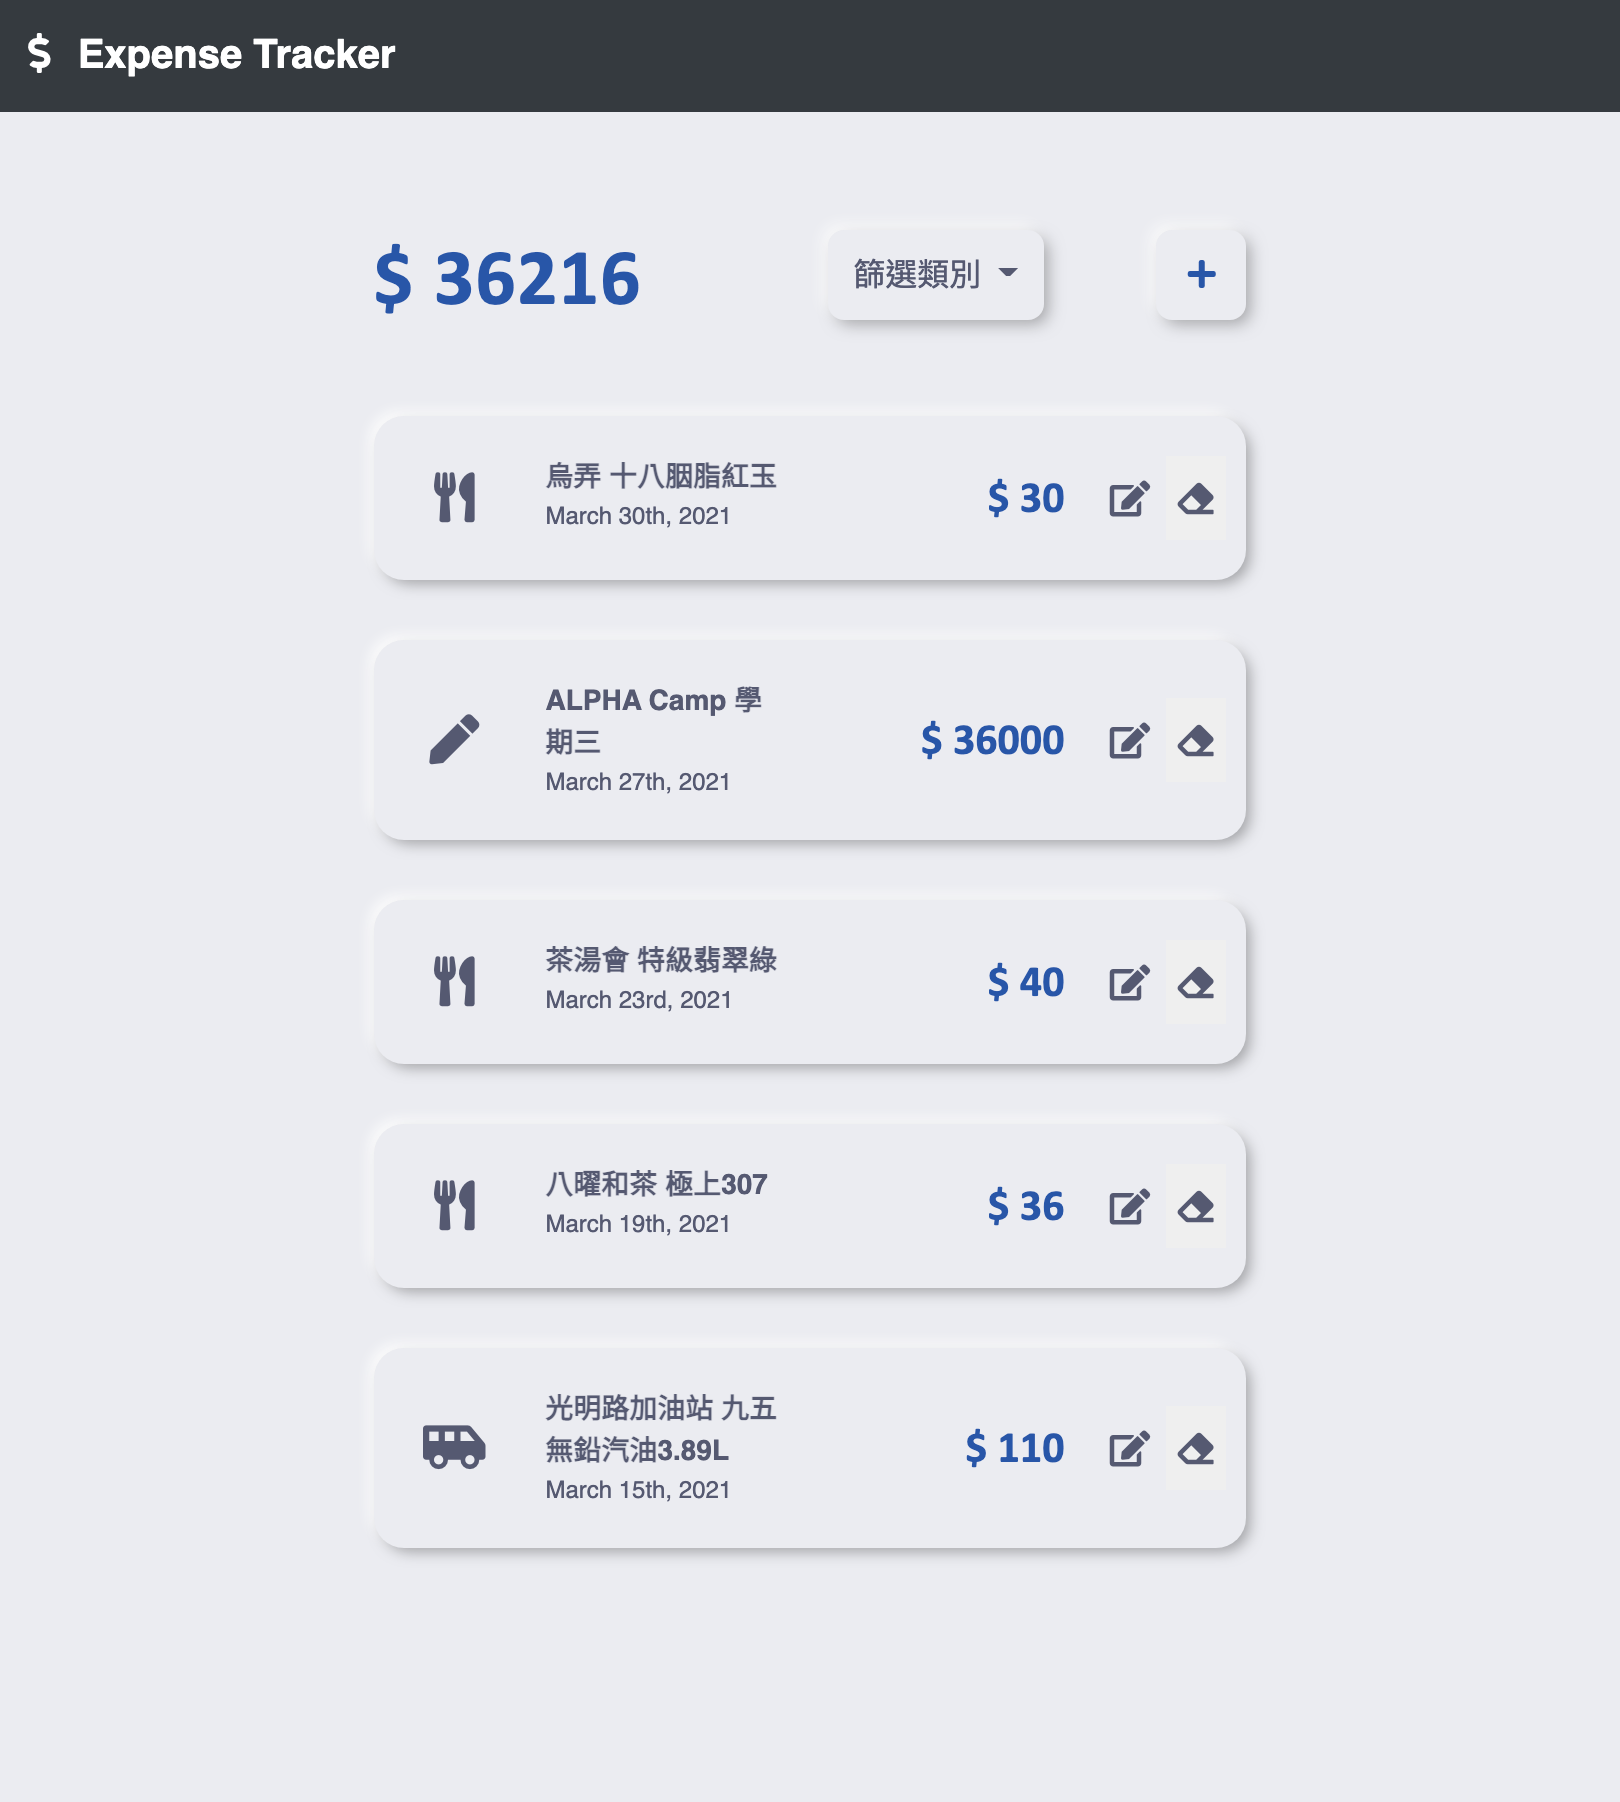 $ Expense Tracker
$ 36216
篩選類別
+
烏弄 十八胭脂紅玉
March 30th, 2021
$ 30
ALPHA Camp 學
期三
March 27th, 2021
$ 36000
茶湯會 特級翡翠綠
March 23rd, 2021
$ 40
八曜和茶 極上307
March 19th, 2021
$ 36
光明路加油站 九五
無鉛汽油3.89L
March 15th, 2021
$ 110